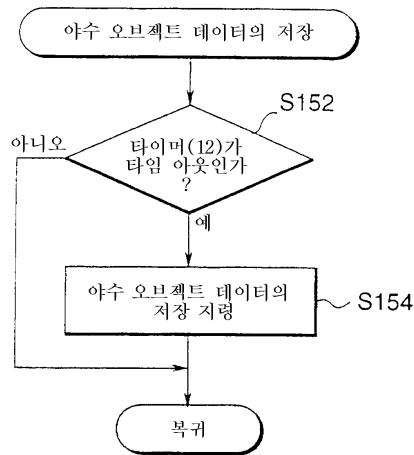 야수 오브젝트 데이터의 저장
S152
아니오
타이머(12)가
타임 아웃인가
?
예
야수 오브젝트 데이터의
저장 지령
S154
복귀